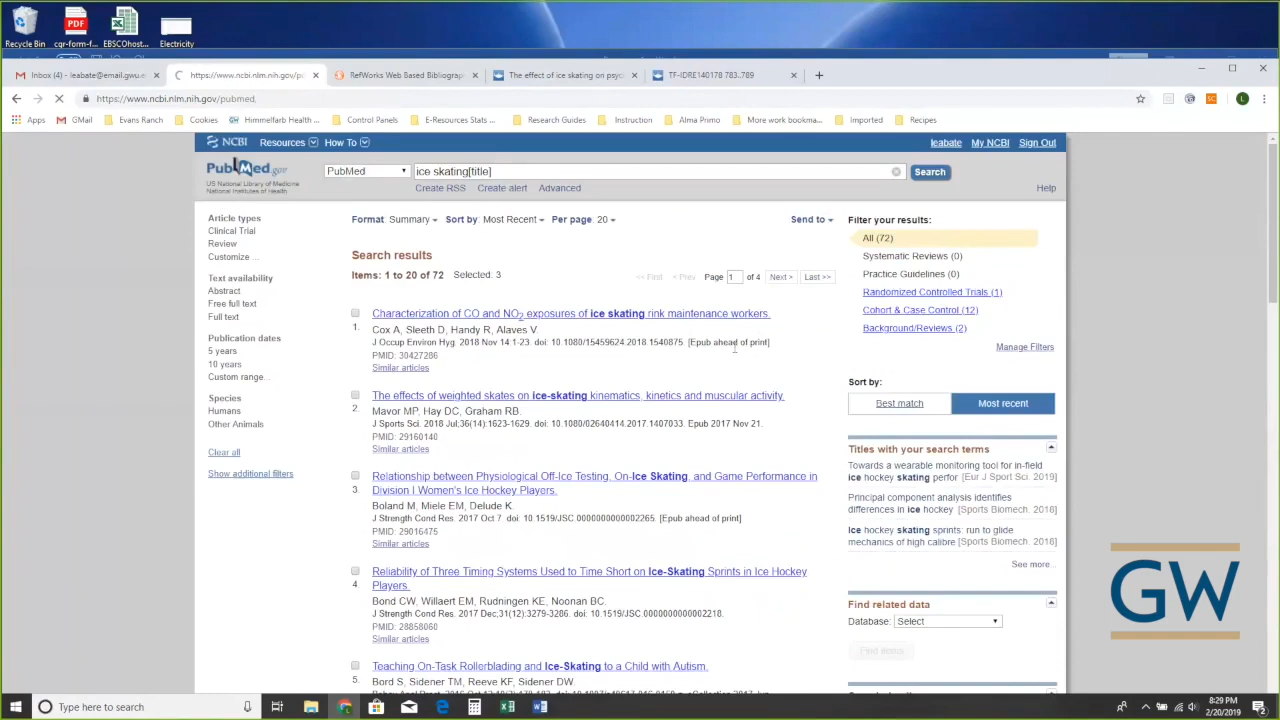 Recycle Bin
PDF
cgr-form-f...
EBSCOhost...
Electricity
Inbox (4) - leabate@email.gwu.e
https://www.ncbi.nlm.nih.gov/pu
RefWorks Web Based Bibliograp
The effect of ice skating on psyc
TF-IDRE140178 783..789
https://www.ncbi.nlm.nih.gov/pubmed,
Apps
GMail
Evans Ranch
Cookies
Himmelfarb Health
Control Panels
E-Resources Stats ...
Research Guides
Instruction
Alma Primo
More work bookma...
Imported
Recipes
NCBI Resources How To
leabate My NCBI Sign Out
PubMed.gov
US National Library of Medicine
National Institutes of Health
PubMed
ice skating[title]
Search
Create RSS Create alert Advanced
Help
Article types
Clinical Trial
Review
Customize ...
Text availability
Abstract
Free full text
Full text
Publication dates
5 years
10 years
Custom range...
Species
Humans
Other Animals
Clear all
Show additional filters
Format: Summary Sort by: Most Recent Per page: 20
Send to
Search results
Items: 1 to 20 of 72 Selected: 3
<< First < Prev Page 1 of 4 Next > Last >>
1.
Characterization of CO and NO2 exposures of ice skating rink maintenance workers.
Cox A, Sleeth D, Handy R, Alaves V.
J Occup Environ Hyg. 2018 Nov 14:1-23. doi: 10.1080/15459624.2018.1540875. [Epub ahead of print]
PMID: 30427286
Similar articles
2.
The effects of weighted skates on ice-skating kinematics, kinetics and muscular activity.
Mavor MP, Hay DC, Graham RB.
J Sports Sci. 2018 Jul;36(14):1623-1629. doi: 10.1080/02640414.2017.1407033. Epub 2017 Nov 21.
PMID: 29160140
Similar articles
3.
Relationship between Physiological Off-Ice Testing, On-Ice Skating, and Game Performance in
Division I Women's Ice Hockey Players.
Boland M, Miele EM, Delude K.
J Strength Cond Res. 2017 Oct 7. doi: 10.1519/JSC.0000000000002265. [Epub ahead of print]
PMID: 29016475
Similar articles
4.
Reliability of Three Timing Systems Used to Time Short on Ice-Skating Sprints in Ice Hockey
Players.
Bond CW, Willaert EM, Rudningen KE, Noonan BC.
J Strength Cond Res. 2017 Dec;31(12):3279-3286. doi: 10.1519/JSC.0000000000002218.
PMID: 28858060
Similar articles
5.
Teaching On-Task Rollerblading and Ice-Skating to a Child with Autism.
Bord S, Sidener TM, Reeve KF, Sidener DW.
Filter your results:
All (72)
Systematic Reviews (0)
Practice Guidelines (0)
Randomized Controlled Trials (1)
Cohort & Case Control (12)
Background/Reviews (2)
Manage Filters
Sort by:
Best match
Most recent
Titles with your search terms
Towards a wearable monitoring tool for in-field
ice hockey skating perfor [Eur J Sport Sci. 2019]
Principal component analysis identifies
differences in ice hockey [Sports Biomech. 2018]
Ice hockey skating sprints: run to glide
mechanics of high calibre [Sports Biomech. 2018]
See more...
Find related data
Database: Select
Find items
GW
Type here to search
8:29 PM
2/20/2019
2